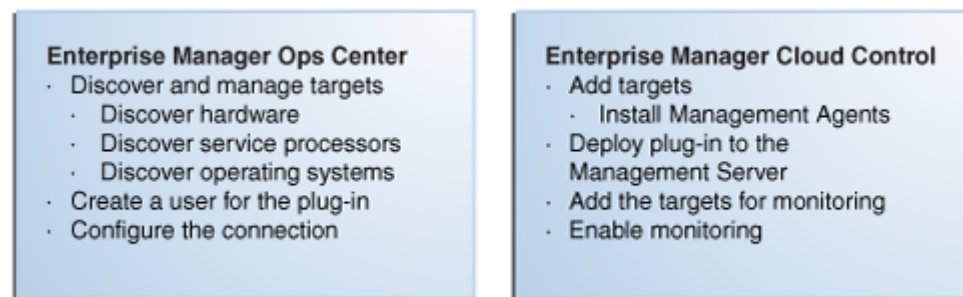 Enterprise Manager Ops Center
· Discover and manage targets
· Discover hardware
· Discover service processors
· Discover operating systems
· Create a user for the plug-in
· Configure the connection
Enterprise Manager Cloud Control
· Add targets
· Install Management Agents
· Deploy plug-in to the
Management Server
· Add the targets for monitoring
· Enable monitoring